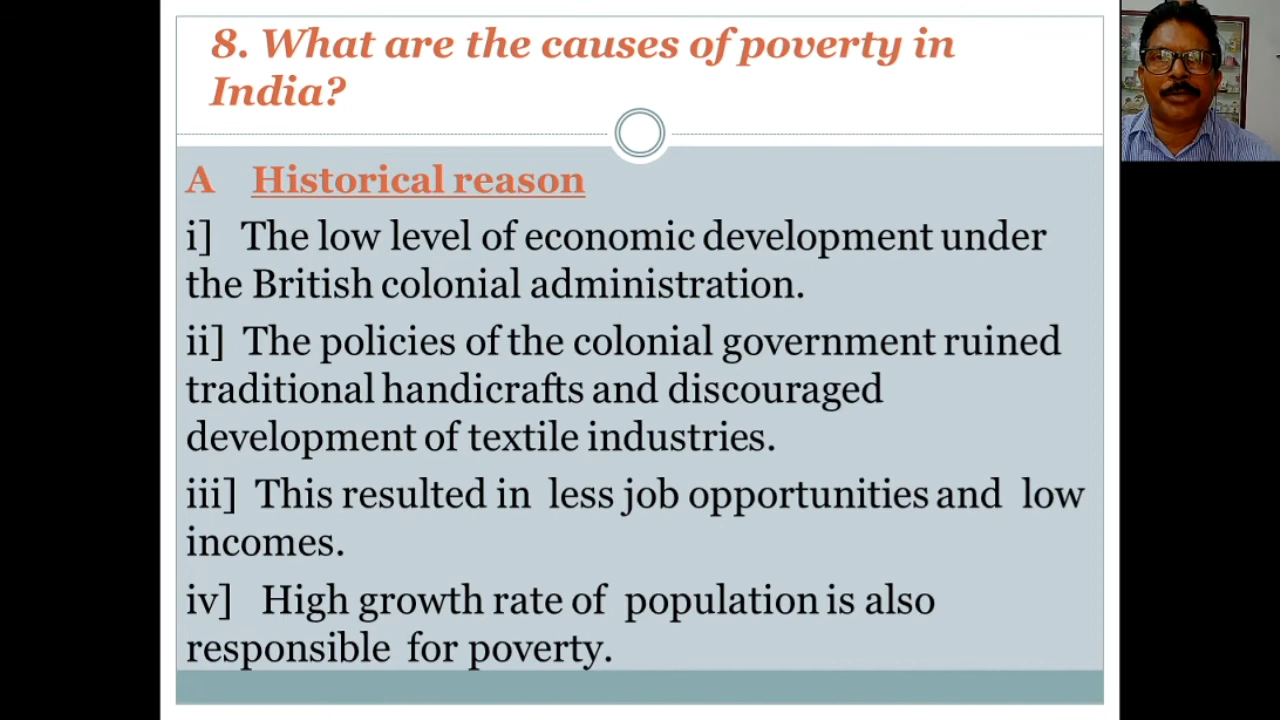 8. What are the causes of poverty in
India?
A Historical reason
i] The low level of economic development under
the British colonial administration.
ii] The policies of the colonial government ruined
traditional handicrafts and discouraged
development of textile industries.
iii] This resulted in less job opportunities and low
incomes.
iv] High growth rate of population is also
responsible for poverty.